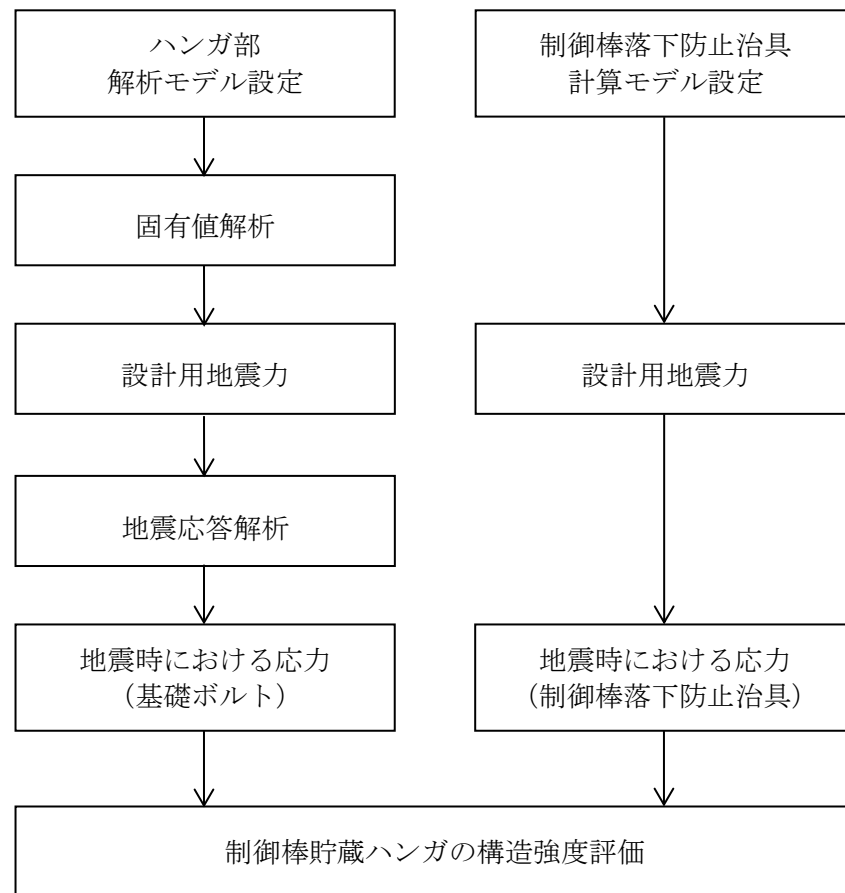 ハンガ部
解析モデル設定
固有値解析
設計用地震力
地震応答解析
地震時における応力
(基礎ボルト)
制御棒落下防止治具
計算モデル設定
設計用地震力
地震時における応力
(制御棒落下防止治具)
制御棒貯蔵ハンガの構造強度評価